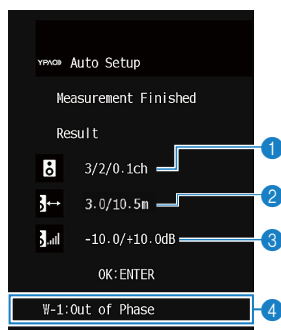 YPAO Auto Setup
Measurement Finished
Result
3/2/0.1ch
1
3.0/10.5m
2
-10.0/+10.0dB
3
OK:ENTER
W-1:Out of Phase
4